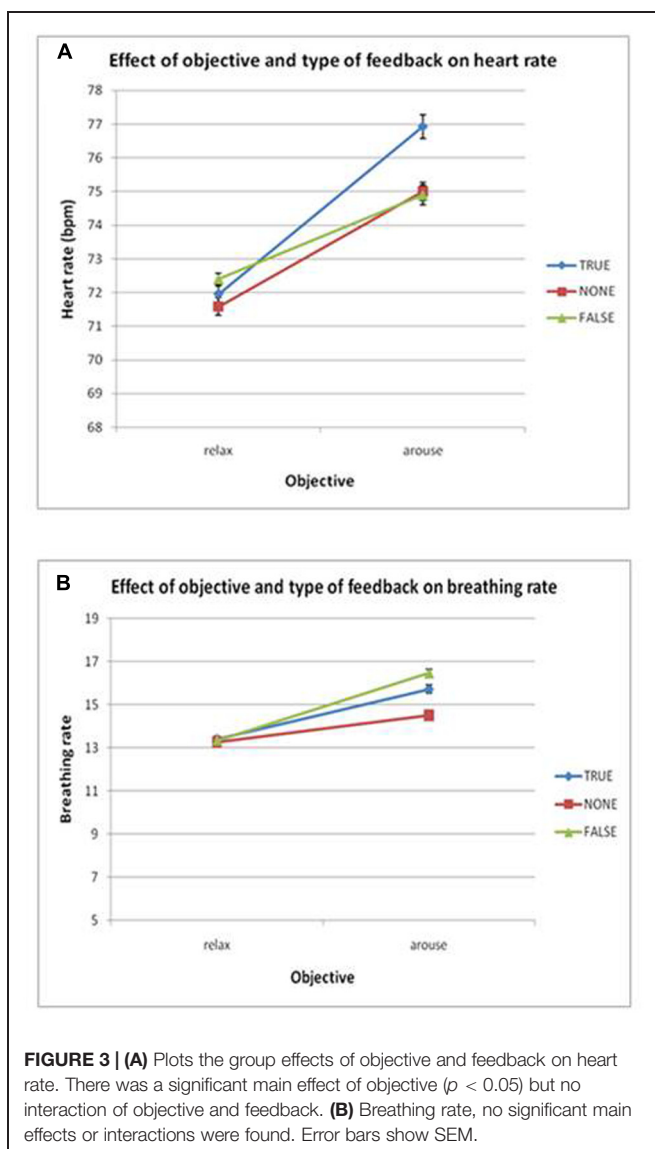 A
Effect of objective and type of feedback on heart rate
78
77
76
75
74
73
72
71
70
69
68
Heart rate (bpm)
relax
arouse
Objective
TRUE
NONE
FALSE
B
Effect of objective and type of feedback on breathing rate
19
17
15
13
11
9
7
5
Breathing rate
relax
arouse
Objective
TRUE
NONE
FALSE
FIGURE 3 | (A) Plots the group effects of objective and feedback on heart
rate. There was a significant main effect of objective (p < 0.05) but no
interaction of objective and feedback. (B) Breathing rate, no significant main
effects or interactions were found. Error bars show SEM.